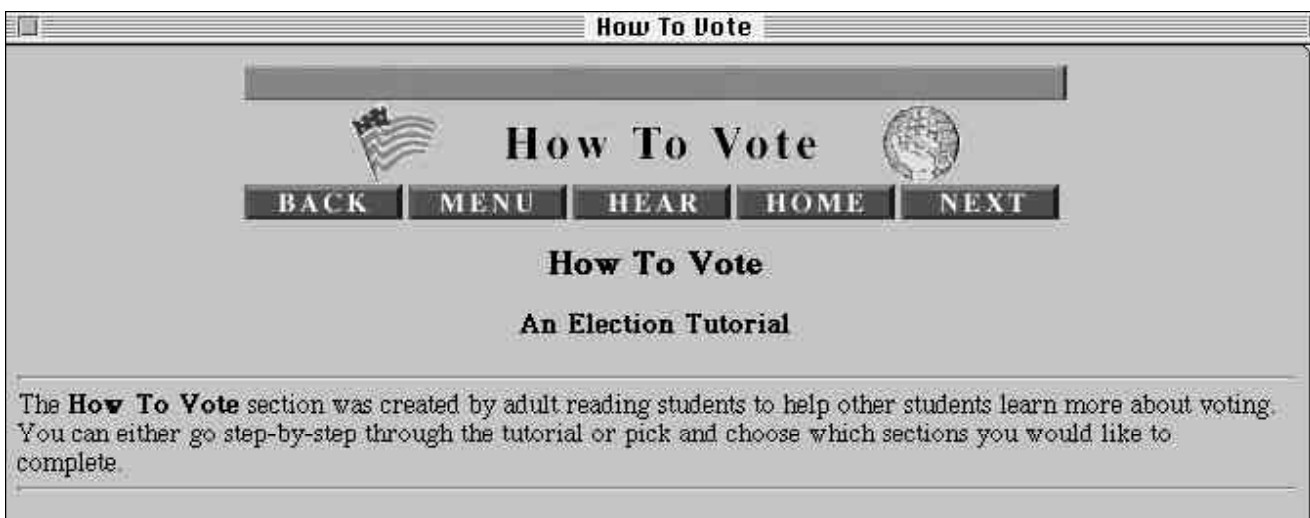 How To Vote
How To Vote
BACK MENU HEAR HOME NEXT
How To Vote
An Election Tutorial
The How To Vote section was created by adult reading students to help other students learn more about voting.
You can either go step-by-step through the tutorial or pick and choose which sections you would like to
complete.